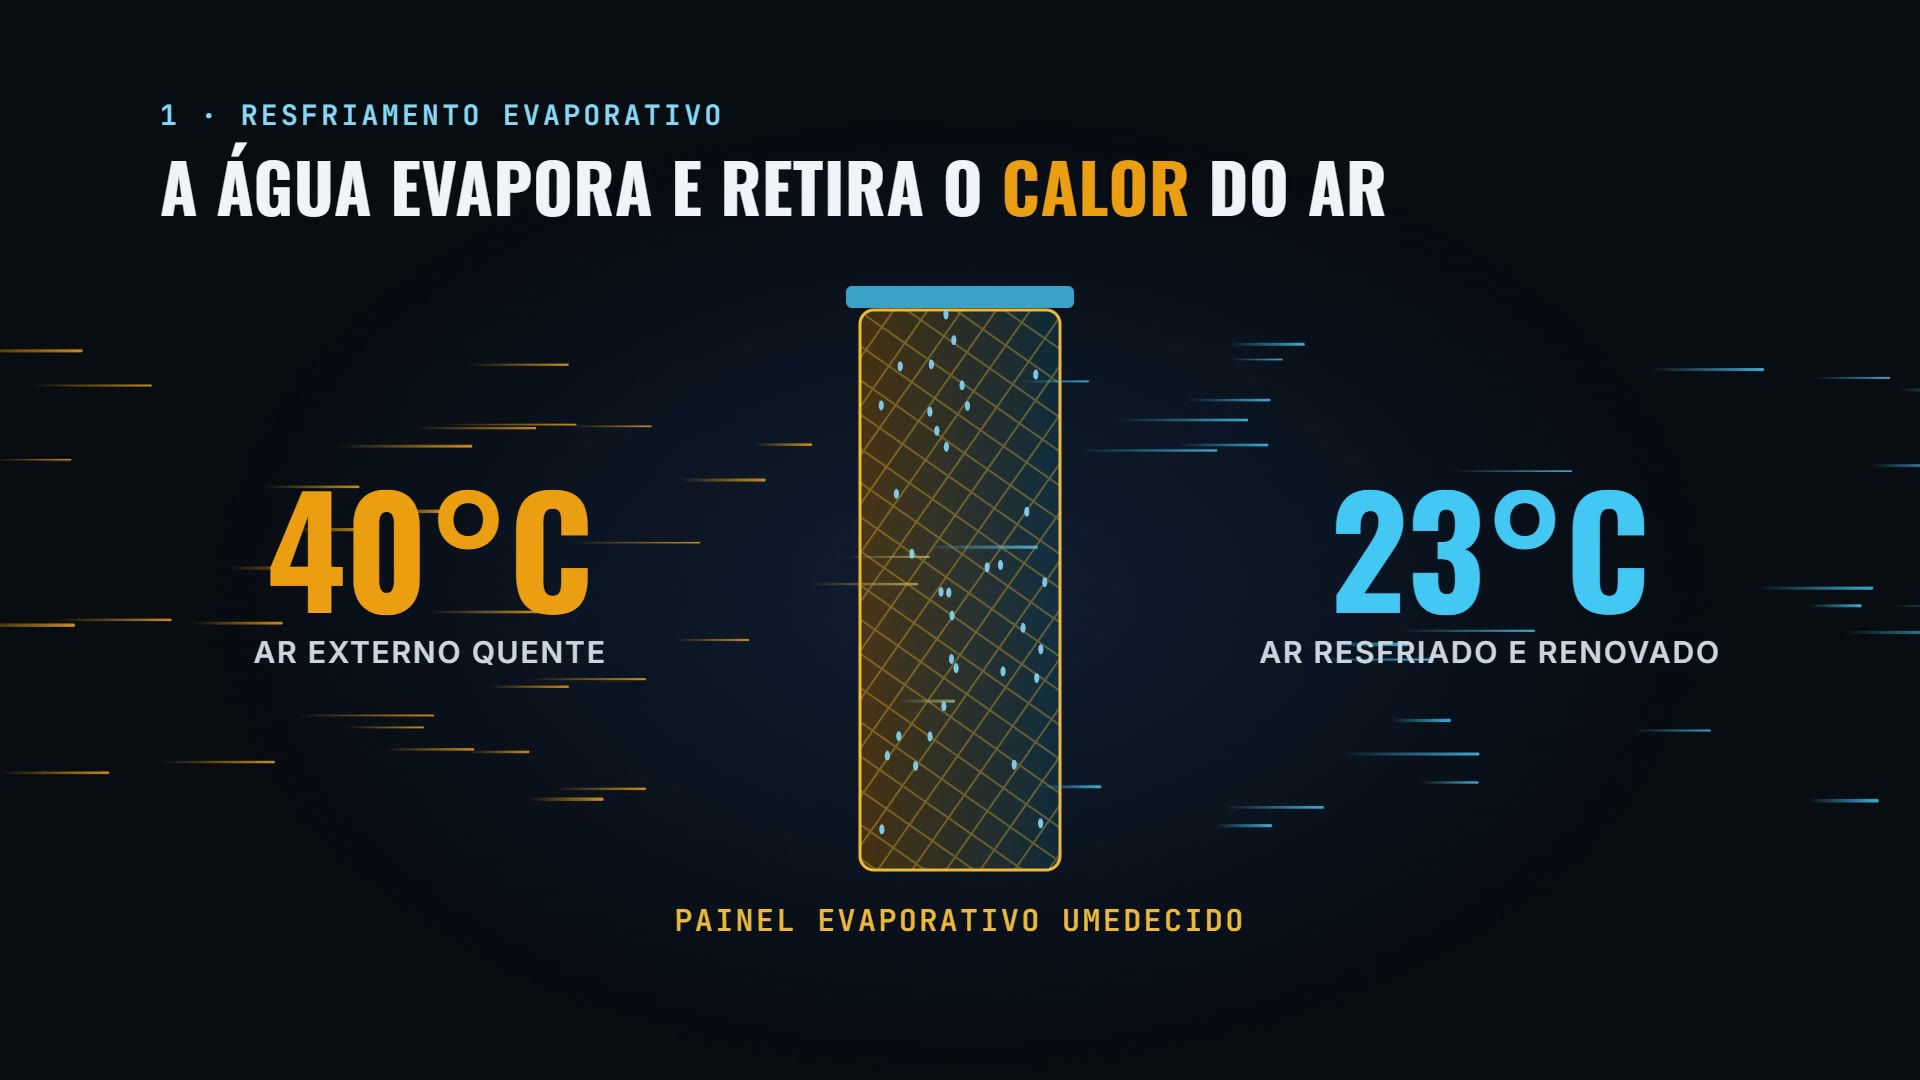 1 · RESFRIAMENTO EVAPORATIVO
A ÁGUA EVAPORA E RETIRA O CALOR DO AR
40°C
AR EXTERNO QUENTE
23°C
AR RESFRIADO E RENOVADO
PAINEL EVAPORATIVO UMEDECIDO